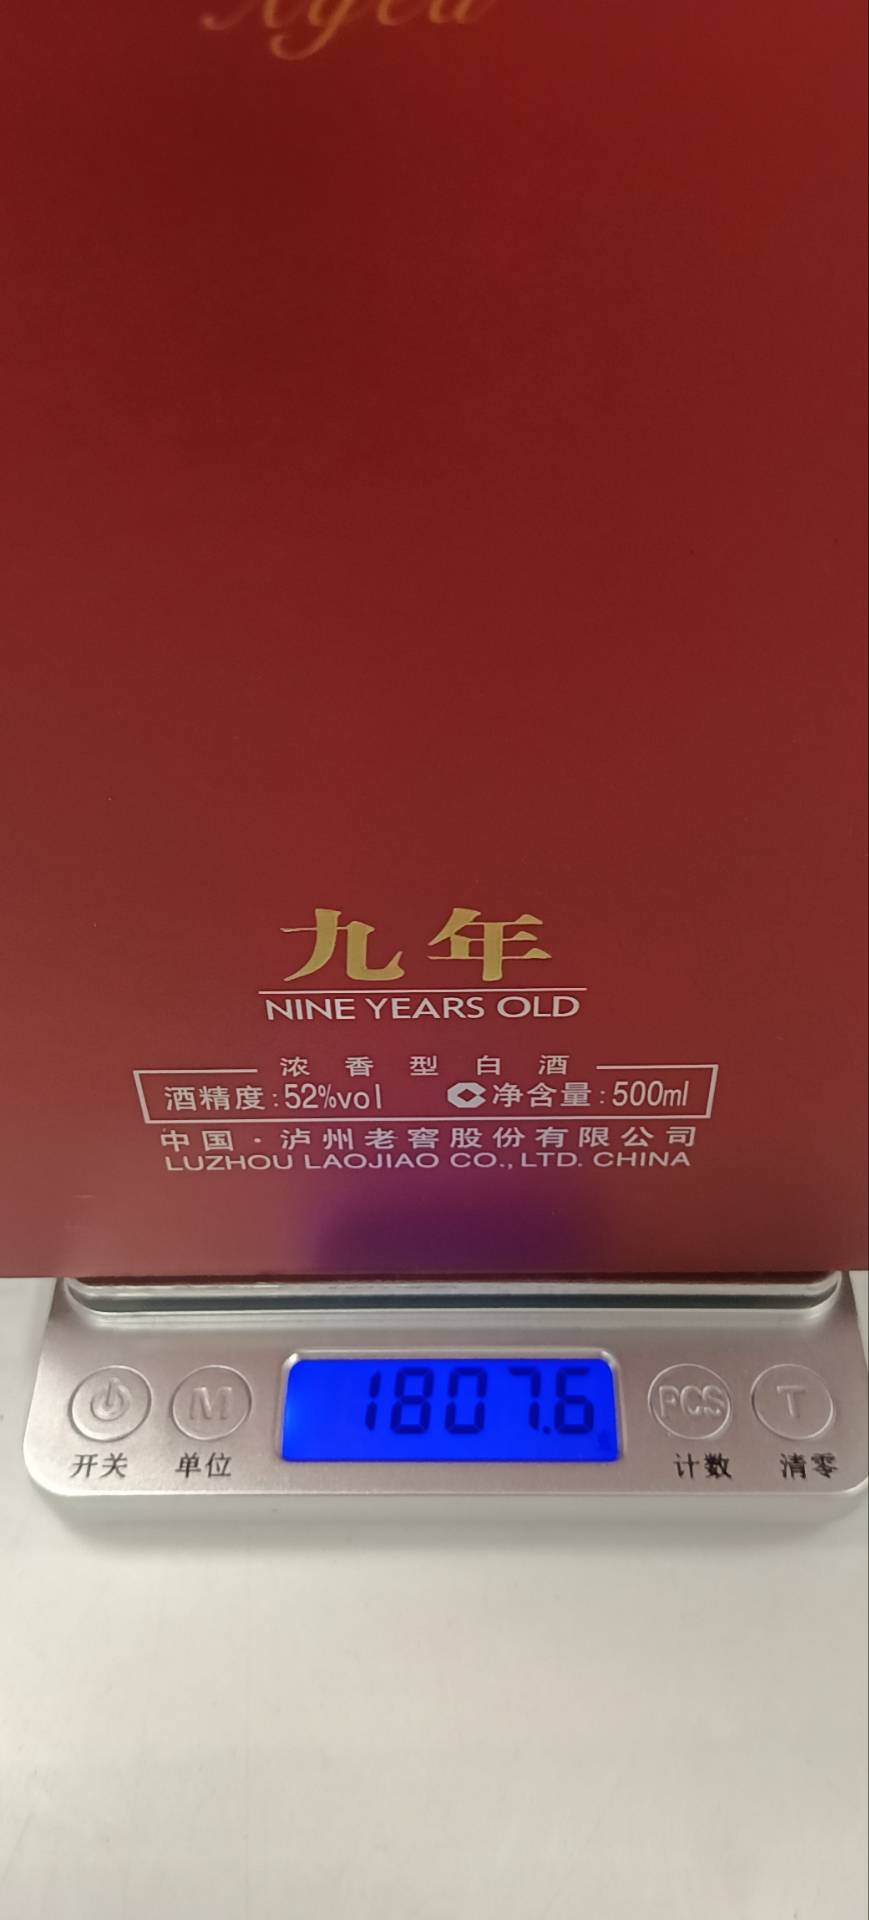 Aged
九年
NINE YEARS OLD
浓香型白酒
酒精度:52%vol 净含量:500ml
中国·泸州老窖股份有限公司
LUZHOU LAOJIAO CO., LTD. CHINA
1807.6
M PCS T
开关 单位 计数 清零